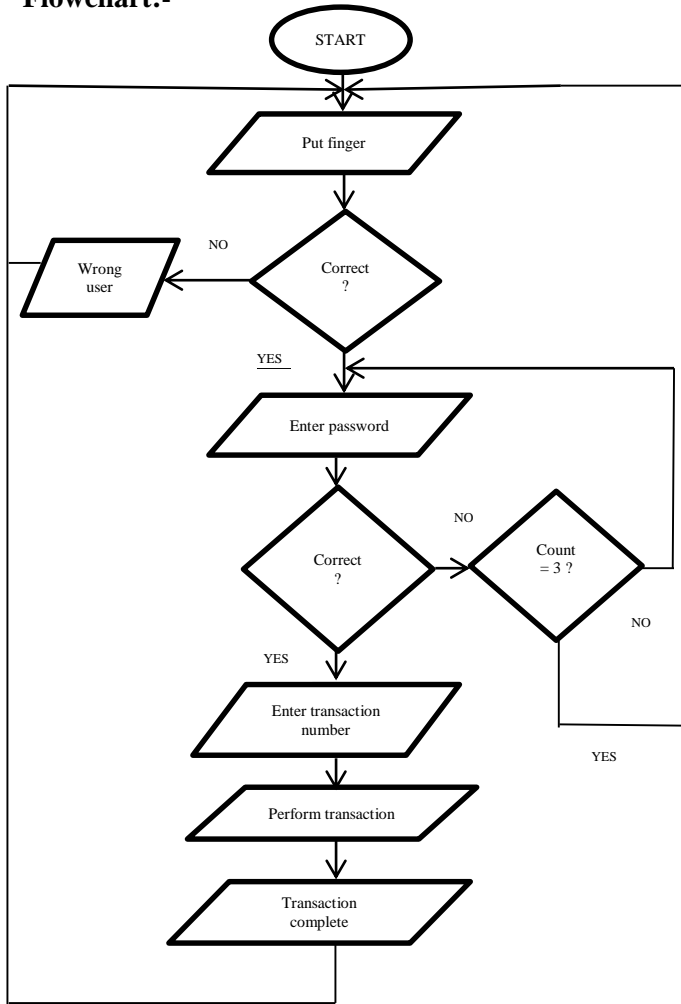 Flowchart:-
START
Put finger
NO
Correct
?
Wrong
user
YES
Enter password
NO
Correct
?
Count
= 3 ?
NO
YES
YES
Enter transaction
number
Perform transaction
Transaction
complete